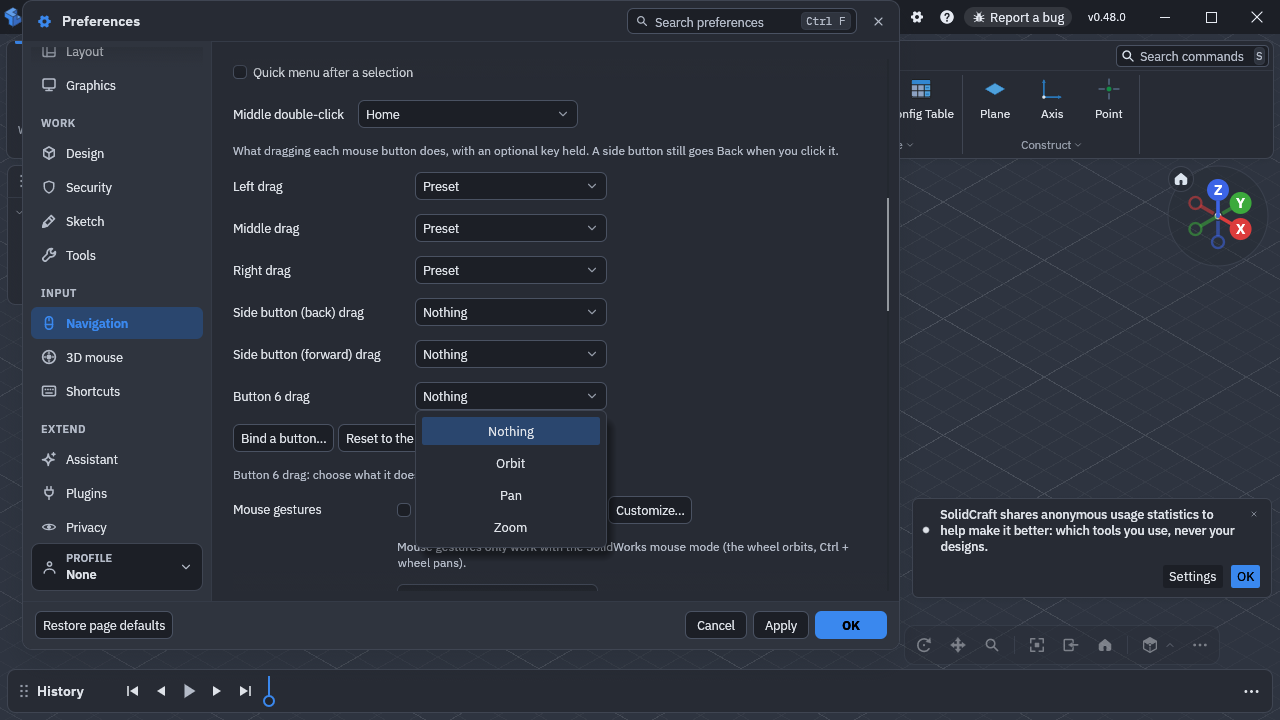 Preferences
Search preferences
Ctrl F
Report a bug
v0.48.0
Search commands
S
Layout
Graphics
WORK
Design
Security
Sketch
Tools
INPUT
Navigation
3D mouse
Shortcuts
EXTEND
Assistant
Plugins
Privacy
PROFILE
None
Quick menu after a selection
Middle double-click
Home
What dragging each mouse button does, with an optional key held. A side button still goes Back when you click it.
Left drag
Preset
Middle drag
Preset
Right drag
Preset
Side button (back) drag
Nothing
Side button (forward) drag
Nothing
Button 6 drag
Nothing
Nothing
Orbit
Pan
Zoom
Bind a button...
Reset to the
Button 6 drag: choose what it does
Mouse gestures
Customize...
Mouse gestures only work with the SolidWorks mouse mode (the wheel orbits, Ctrl +
wheel pans).
Restore page defaults
Cancel
Apply
OK
Config Table
Plane
Axis
Point
Construct
Z
Y
X
SolidCraft shares anonymous usage statistics to
help make it better: which tools you use, never your
designs.
Settings
OK
History